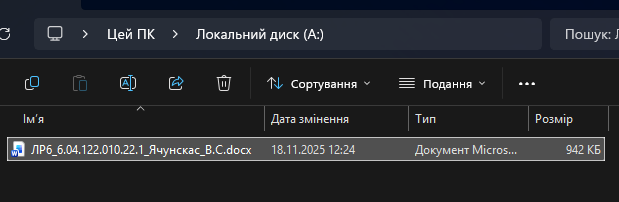 Цей ПК > Локальний диск (A:)
Пошук:
Сортування Подання ...
Ім'я Дата змінення Тип Розмір
ЛР6_6.04.122.010.22.1_Ячунскас_В.С.docx 18.11.2025 12:24 Документ Micros... 942 КБ